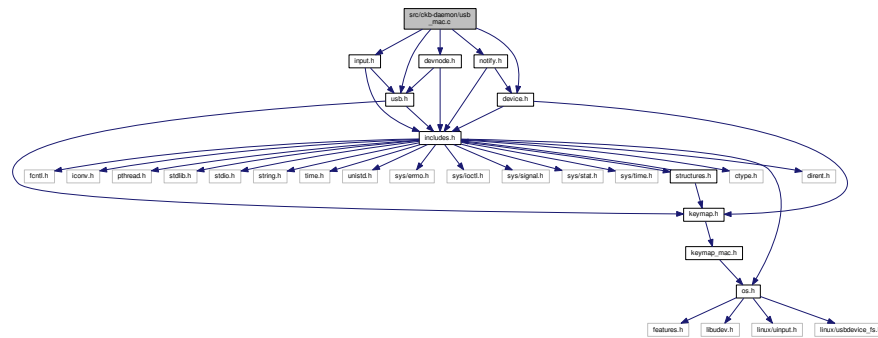 src/ckb-daemon/usb
_mac.c
input.h
devnode.h
notify.h
usb.h
device.h
includes.h
fcntl.h
iconv.h
pthread.h
stdlib.h
stdio.h
string.h
time.h
unistd.h
sys/errno.h
sys/ioctl.h
sys/signal.h
sys/stat.h
sys/time.h
structures.h
ctype.h
dirent.h
keymap.h
keymap_mac.h
os.h
features.h
libudev.h
linux/uinput.h
linux/usbdevice_fs.h